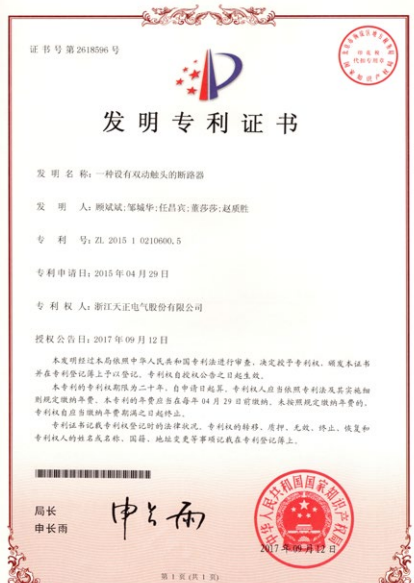 证书号第2618596号
发明专利证书
发明名称：一种设有双动触头的断路器
发明人：顾斌斌;邹城华;任昌宾;董莎莎;赵质胜
专利号：ZL 2015 1 0210600.5
专利申请日：2015年04月29日
专利权人：浙江天正电气股份有限公司
授权公告日：2017年09月12日
本发明经过本局依照中华人民共和国专利法进行审查，决定授予专利权，颁发本证书
并在专利登记簿上予以登记。专利权自授权公告之日起生效。
本专利的专利权期限为二十年，自申请日起算。专利权人应当依照专利法及其实施细
则规定缴纳年费。本专利的年费应当在每年04月29日前缴纳。未按照规定缴纳年费的，
专利权自应当缴纳年费期满之日起终止。
专利证书记载专利权登记时的法律状况。专利权的转移、质押、无效、终止、恢复和
专利权人的姓名或名称、国籍、地址变更等事项记载在专利登记簿上。
局长
申长雨
申长雨
中华人民共和国国家知识产权局
2017年09月12日
第1页(共1页)